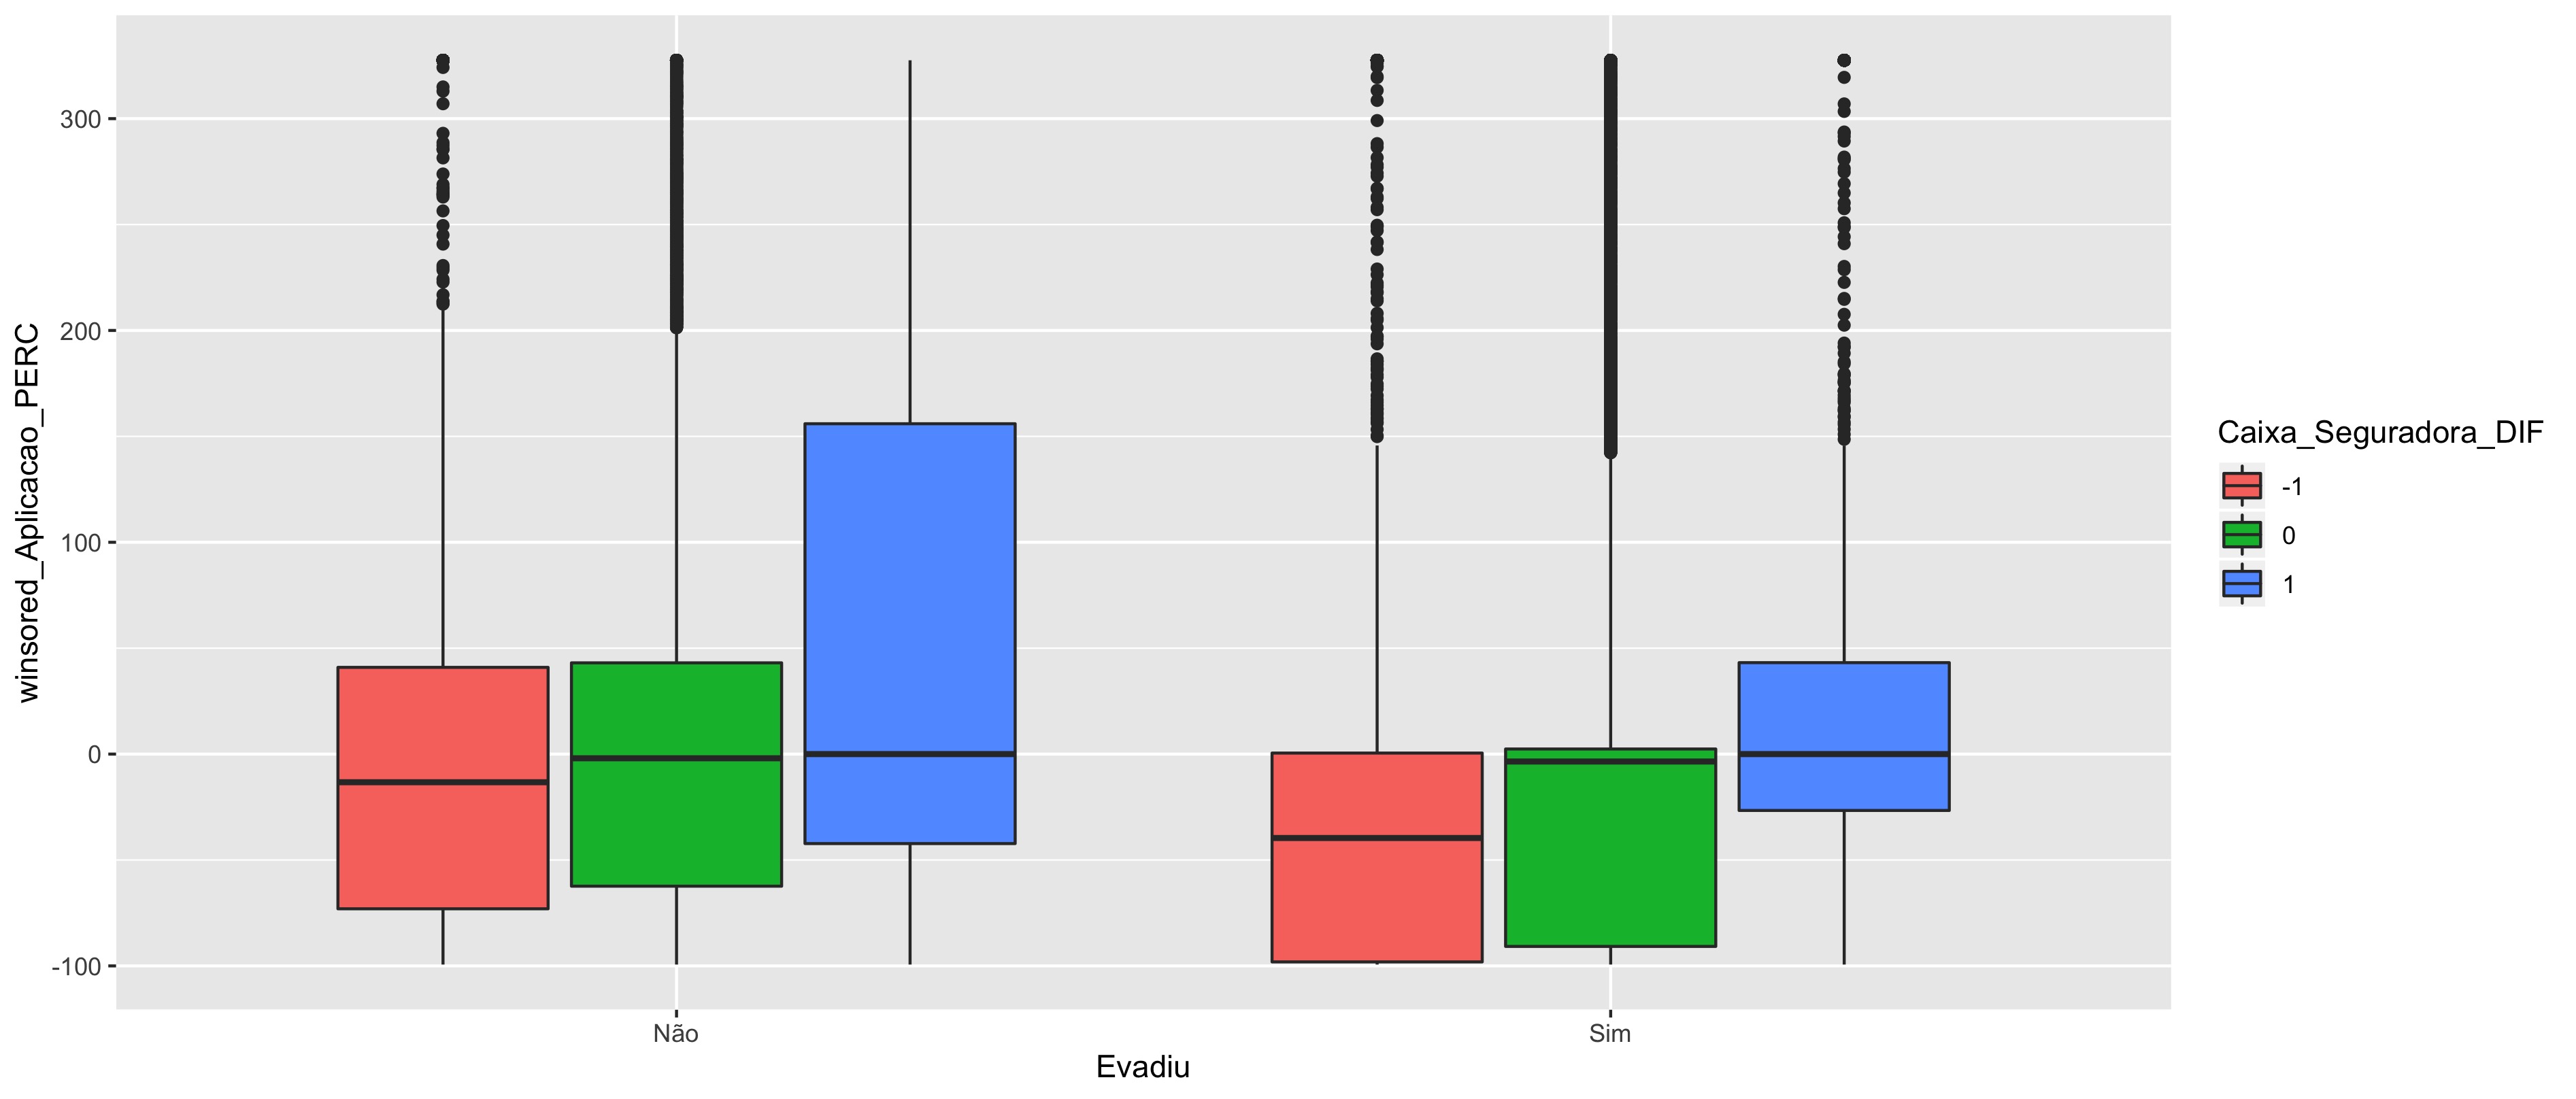 winsored_Aplicacao_PERC
300
200
100
0
-100
Não
Sim
Evadiu
Caixa_Seguradora_DIF
-1
0
1